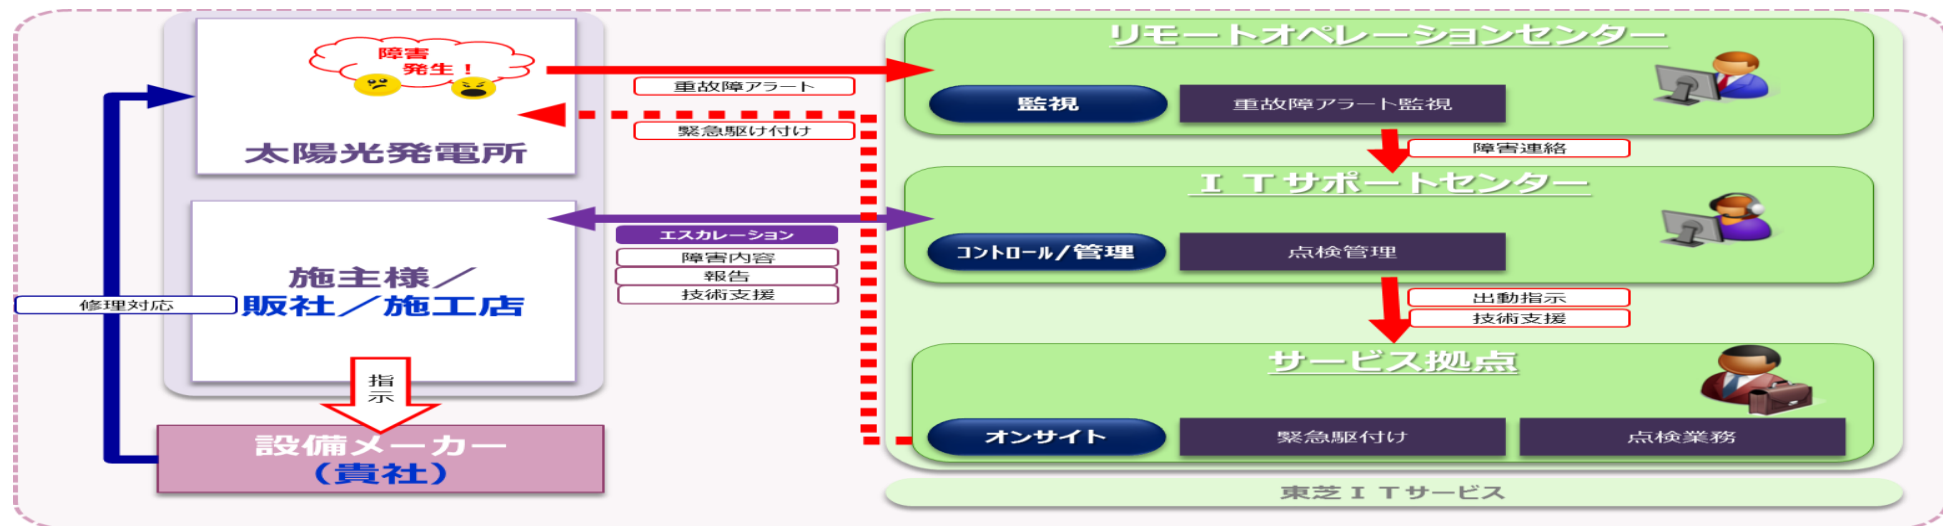 障害
発生！
太陽光発電所
重故障アラート
緊急駆け付け
リモートオペレーションセンター
監視
重故障アラート監視
障害連絡
ＩＴサポートセンター
コントロール/管理
点検管理
エスカレーション
障害内容
報告
技術支援
施主様／
販社／施工店
修理対応
出動指示
技術支援
サービス拠点
オンサイト
緊急駆付け
点検業務
指
示
設備メーカー
（貴社）
東芝ＩＴサービス